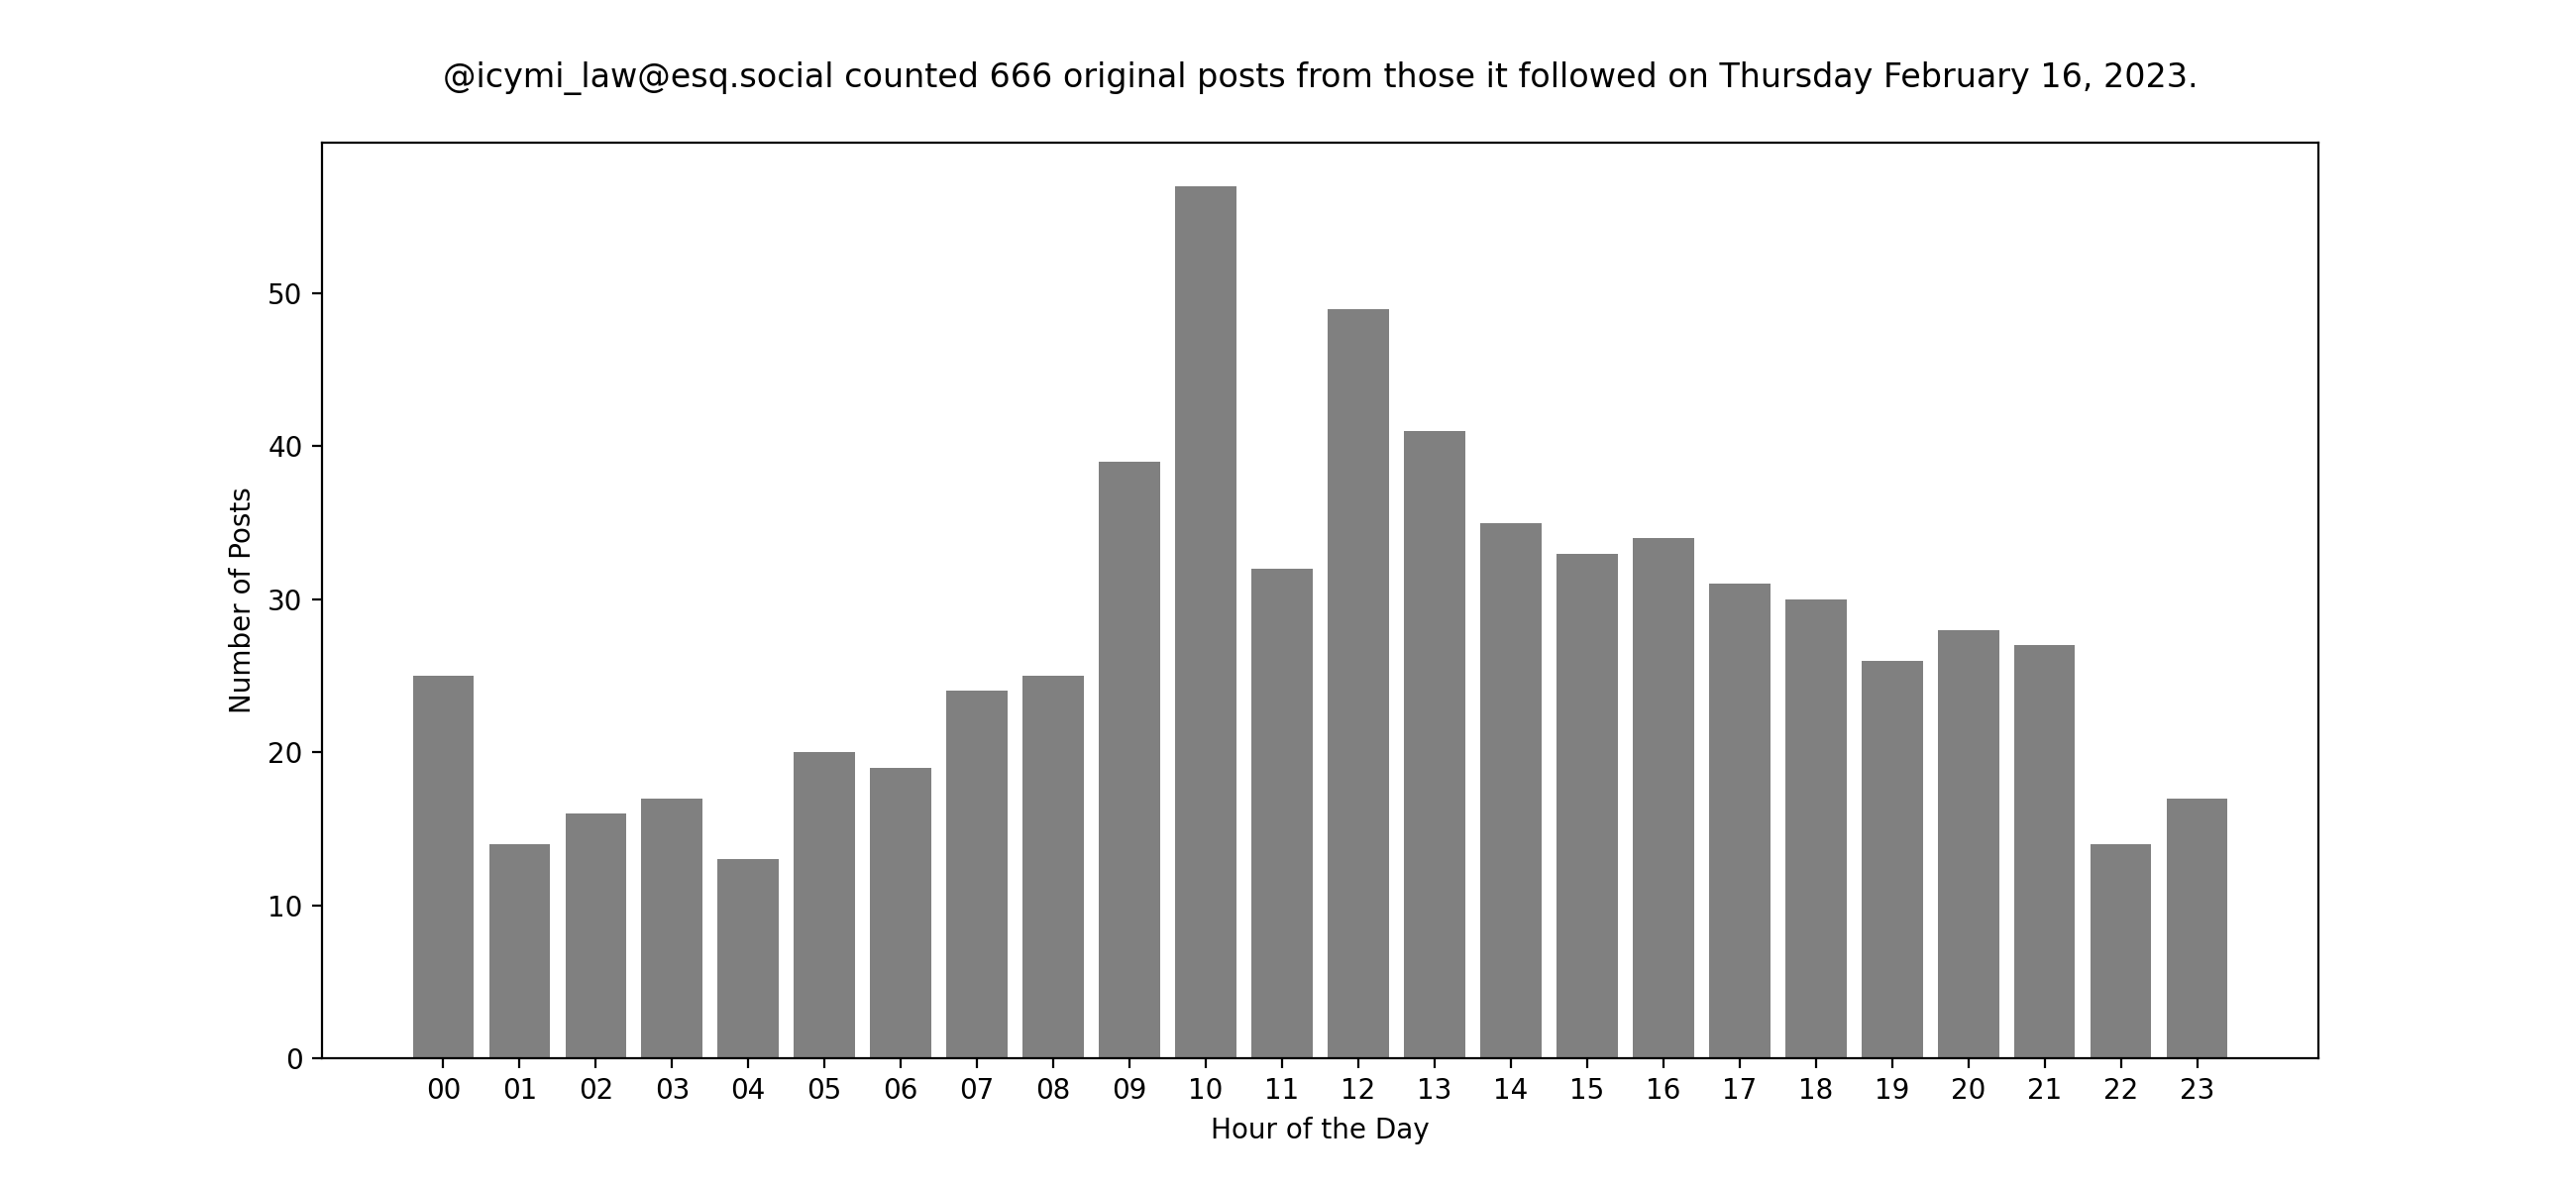 @icymi_law@esq.social counted 666 original posts from those it followed on Thursday February 16, 2023.
50
40
30
20
10
0
Number of Posts
00 01 02 03 04 05 06 07 08 09 10 11 12 13 14 15 16 17 18 19 20 21 22 23
Hour of the Day